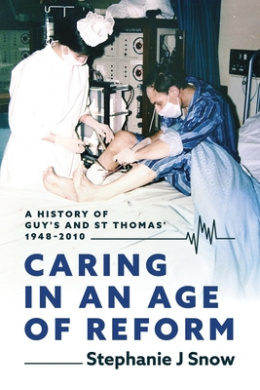 A HISTORY OF
GUY'S AND ST THOMAS'
1948–2010
CARING
IN AN AGE
OF REFORM
Stephanie J Snow